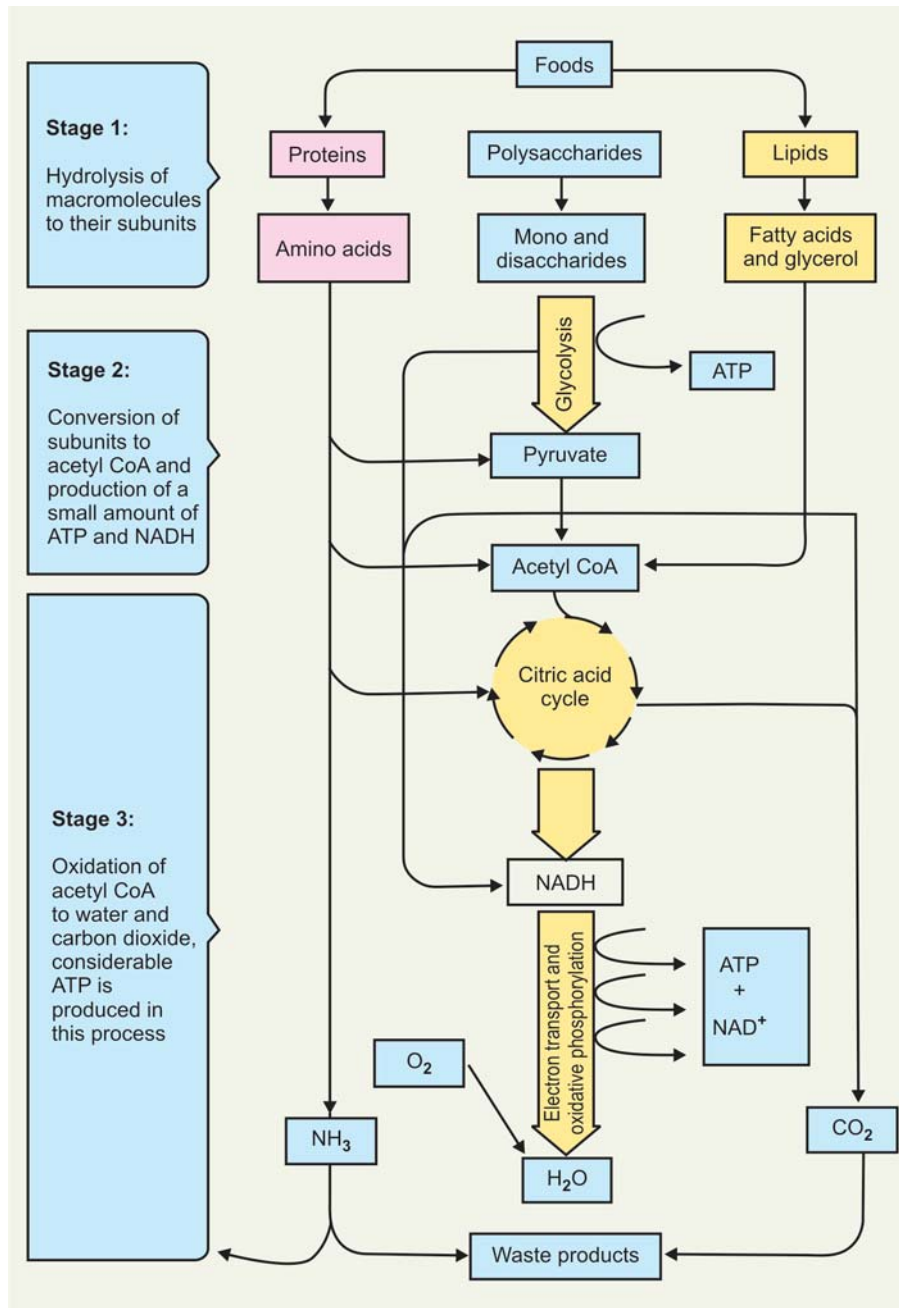 Foods
Stage 1:
Hydrolysis of
macromolecules
to their subunits
Proteins
Polysaccharides
Lipids
Amino acids
Mono and
disaccharides
Fatty acids
and glycerol
Stage 2:
Conversion of
subunits to
acetyl CoA and
production of a
small amount of
ATP and NADH
Glycolysis
ATP
Pyruvate
Acetyl CoA
Citric acid
cycle
Stage 3:
Oxidation of
acetyl CoA
to water and
carbon dioxide,
considerable
ATP is
produced in
this process
NADH
Electron transport and
oxidative phosphorylation
ATP
+
NAD⁺
O₂
NH₃
H₂O
CO₂
Waste products